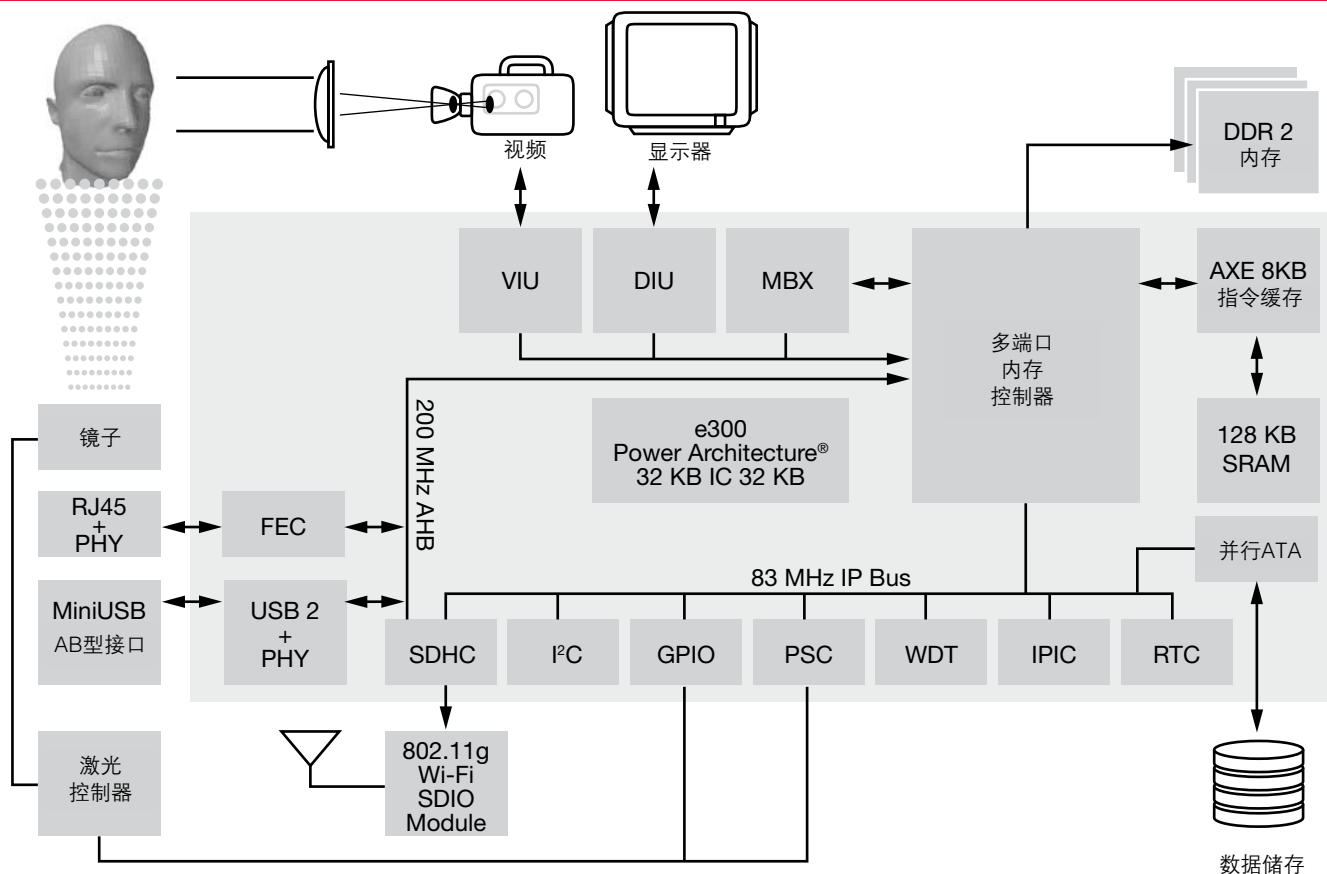 视频
显示器
DDR 2
内存
VIU
DIU
MBX
多端口
内存
控制器
AXE 8KB
指令缓存
镜子
200 MHz AHB
e300
Power Architecture®
32 KB IC 32 KB
128 KB
SRAM
RJ45
+
PHY
FEC
并行ATA
83 MHz IP Bus
MiniUSB
AB型接口
USB 2
+
PHY
SDHC
I²C
GPIO
PSC
WDT
IPIC
RTC
激光
控制器
802.11g
Wi-Fi
SDIO
Module
数据储存